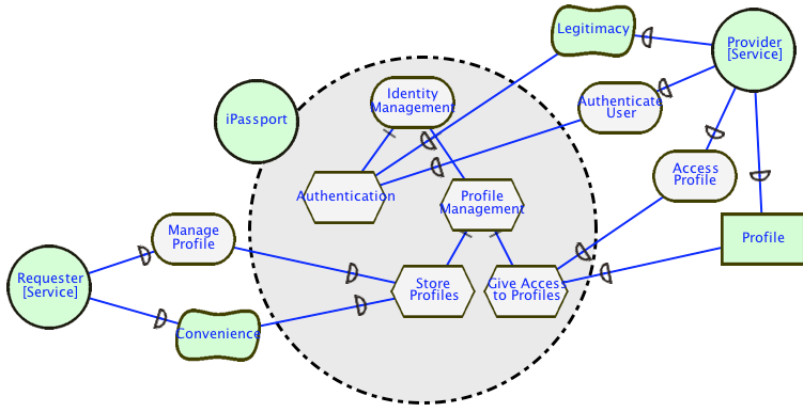 Legitimacy
Provider
[Service]
Identity
Management
Authenticate
User
iPassport
Access
Profile
Authentication
Profile
Management
Manage
Profile
Profile
Requester
[Service]
Store
Profiles
Give Access
to Profiles
Convenience